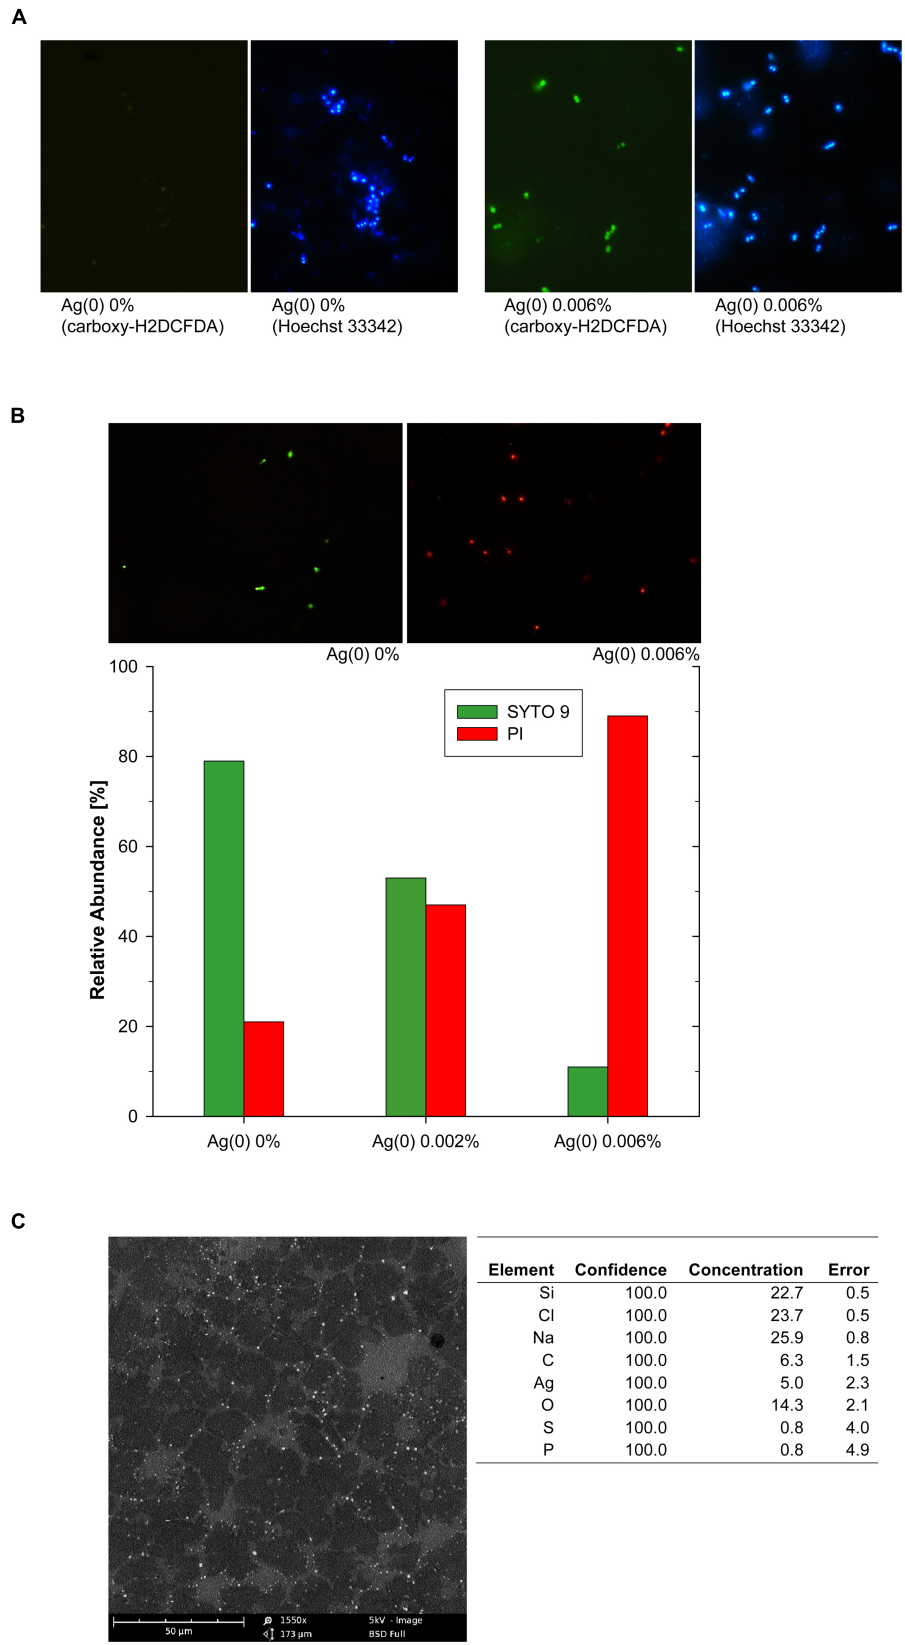 A
Ag(0) 0%
(carboxy-H2DCFDA)
Ag(0) 0%
(Hoechst 33342)
Ag(0) 0.006%
(carboxy-H2DCFDA)
Ag(0) 0.006%
(Hoechst 33342)
B
Ag(0) 0%
Ag(0) 0.006%
100
80
60
40
20
0
Relative Abundance [%]
SYTO 9
PI
Ag(0) 0%
Ag(0) 0.002%
Ag(0) 0.006%
C
50 µm
1550x
173 µm
5kV - Image
BSD Full
Element Confidence Concentration Error
Si 100.0 22.7 0.5
Cl 100.0 23.7 0.5
Na 100.0 25.9 0.8
C 100.0 6.3 1.5
Ag 100.0 5.0 2.3
O 100.0 14.3 2.1
S 100.0 0.8 4.0
P 100.0 0.8 4.9